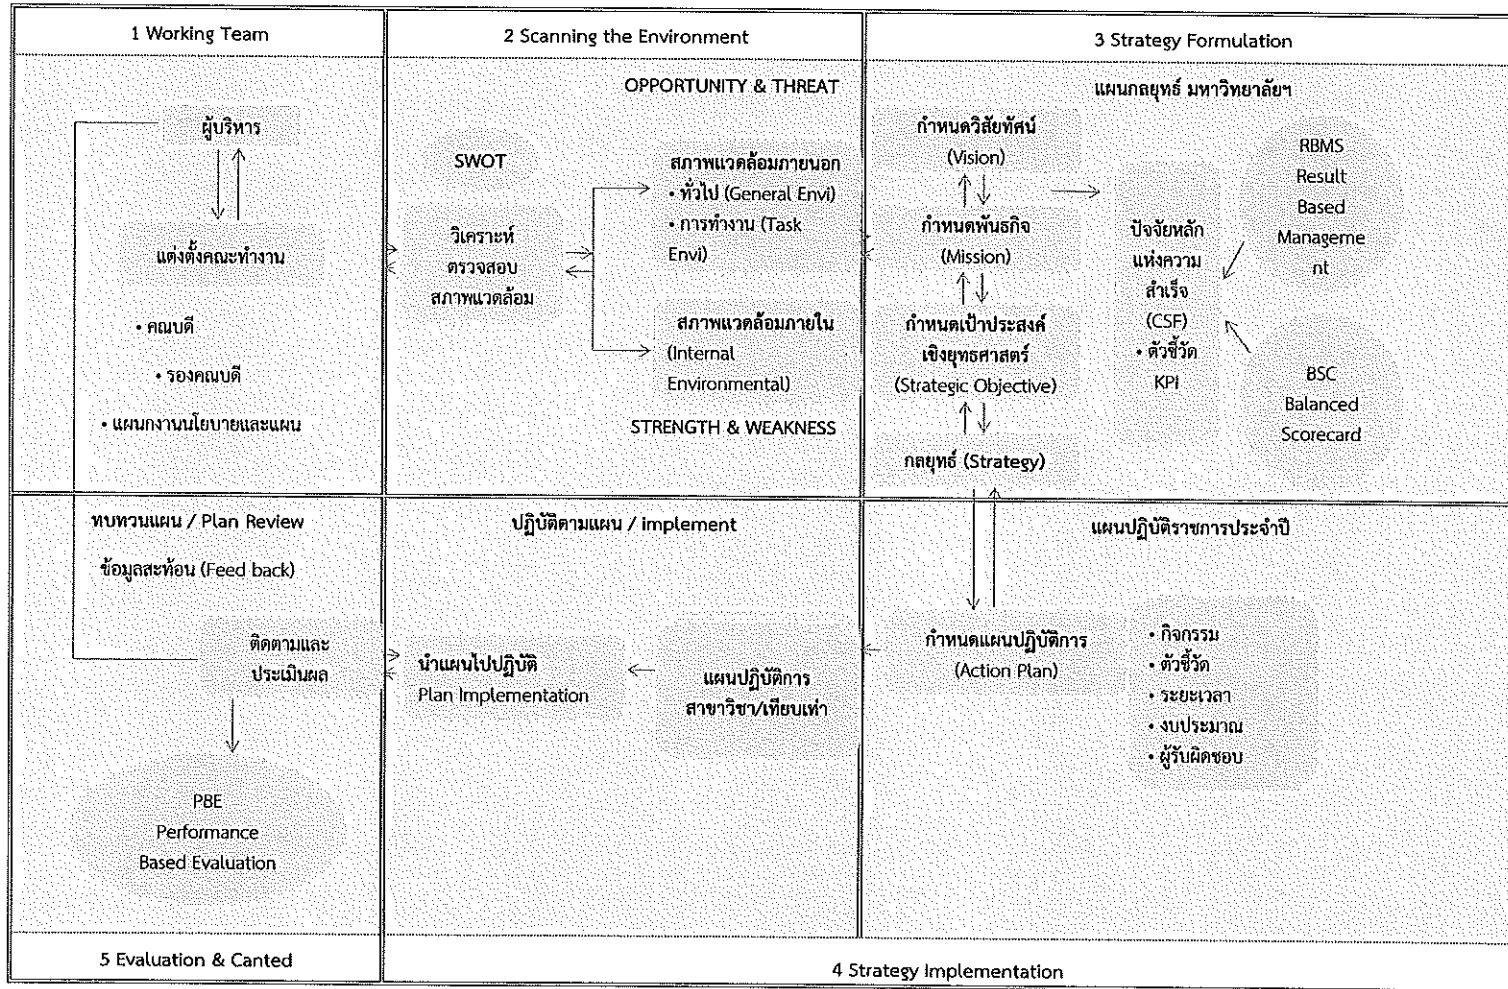 1 Working Team
ผู้บริหาร
แต่งตั้งคณะทำงาน
• คณบดี
• รองคณบดี
• แผนกงานนโยบายและแผน
2 Scanning the Environment
OPPORTUNITY & THREAT
SWOT
วิเคราะห์
ตรวจสอบ
สภาพแวดล้อม
สภาพแวดล้อมภายนอก
• ทั่วไป (General Envi)
• การทำงาน (Task
Envi)
สภาพแวดล้อมภายใน
(Internal
Environmental)
STRENGTH & WEAKNESS
3 Strategy Formulation
แผนกลยุทธ์ มหาวิทยาลัยฯ
กำหนดวิสัยทัศน์
(Vision)
กำหนดพันธกิจ
(Mission)
กำหนดเป้าประสงค์
เชิงยุทธศาสตร์
(Strategic Objective)
กลยุทธ์ (Strategy)
ปัจจัยหลัก
แห่งความ
สำเร็จ
(CSF)
• ตัวชี้วัด
KPI
RBMS
Result
Based
Manageme
nt
BSC
Balanced
Scorecard
ทบทวนแผน / Plan Review
ข้อมูลสะท้อน (Feed back)
ติดตามและ
ประเมินผล
PBE
Performance
Based Evaluation
5 Evaluation & Canted
ปฏิบัติตามแผน / implement
นำแผนไปปฏิบัติ
Plan Implementation
แผนปฏิบัติการ
สาขาวิชา/เทียบเท่า
แผนปฏิบัติราชการประจำปี
กำหนดแผนปฏิบัติการ
(Action Plan)
• กิจกรรม
• ตัวชี้วัด
• ระยะเวลา
• งบประมาณ
• ผู้รับผิดชอบ
4 Strategy Implementation